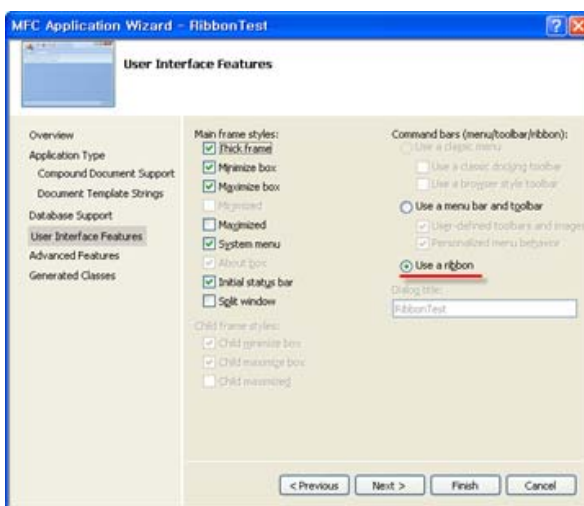 MFC Application Wizard - RibbonTest
User Interface Features
Overview
Application Type
Compound Document Support
Document Template Strings
Database Support
User Interface Features
Advanced Features
Generated Classes
Main frame styles:
Thick frame
Minimize box
Maximize box
Minimized
Maximized
System menu
About box
Initial status bar
Split window
Child frame styles:
Child minimize box
Child maximize box
Child maximized
Command bars (menu/toolbar/ribbon):
Use a classic menu
Use a classic docking toolbar
Use a browser style toolbar
Use a menu bar and toolbar
User-defined toolbars and images
Personalized menu behavior
Use a ribbon
Dialog title:
RibbonTest
< Previous
Next >
Finish
Cancel